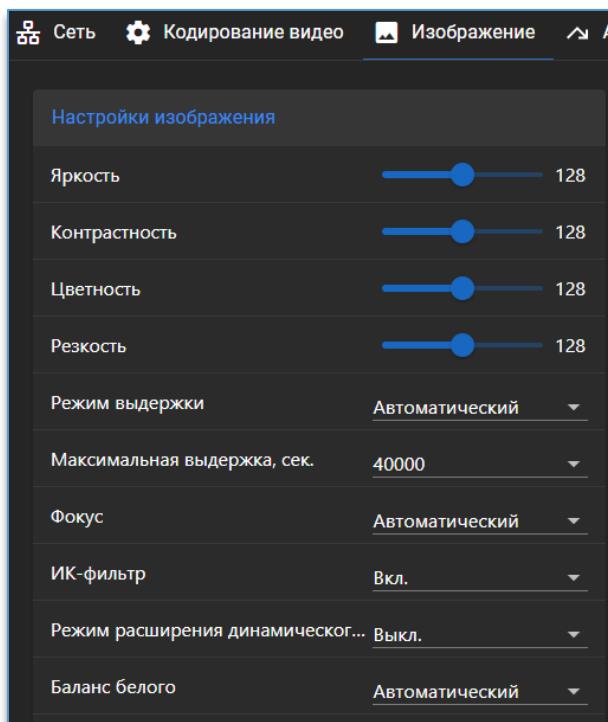 Сеть Кодирование видео Изображение
Настройки изображения
Яркость 128
Контрастность 128
Цветность 128
Резкость 128
Режим выдержки Автоматический
Максимальная выдержка, сек. 40000
Фокус Автоматический
ИК-фильтр Вкл.
Режим расширения динамическог... Выкл.
Баланс белого Автоматический